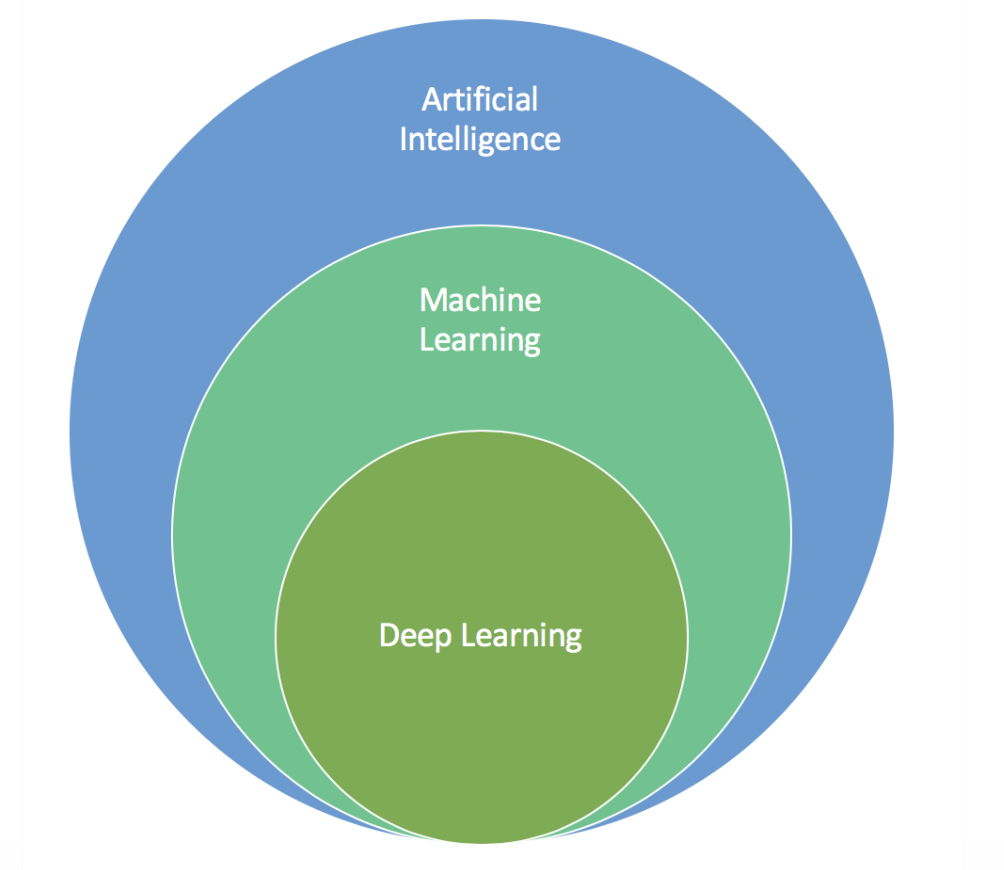 Artificial
Intelligence
Machine
Learning
Deep Learning